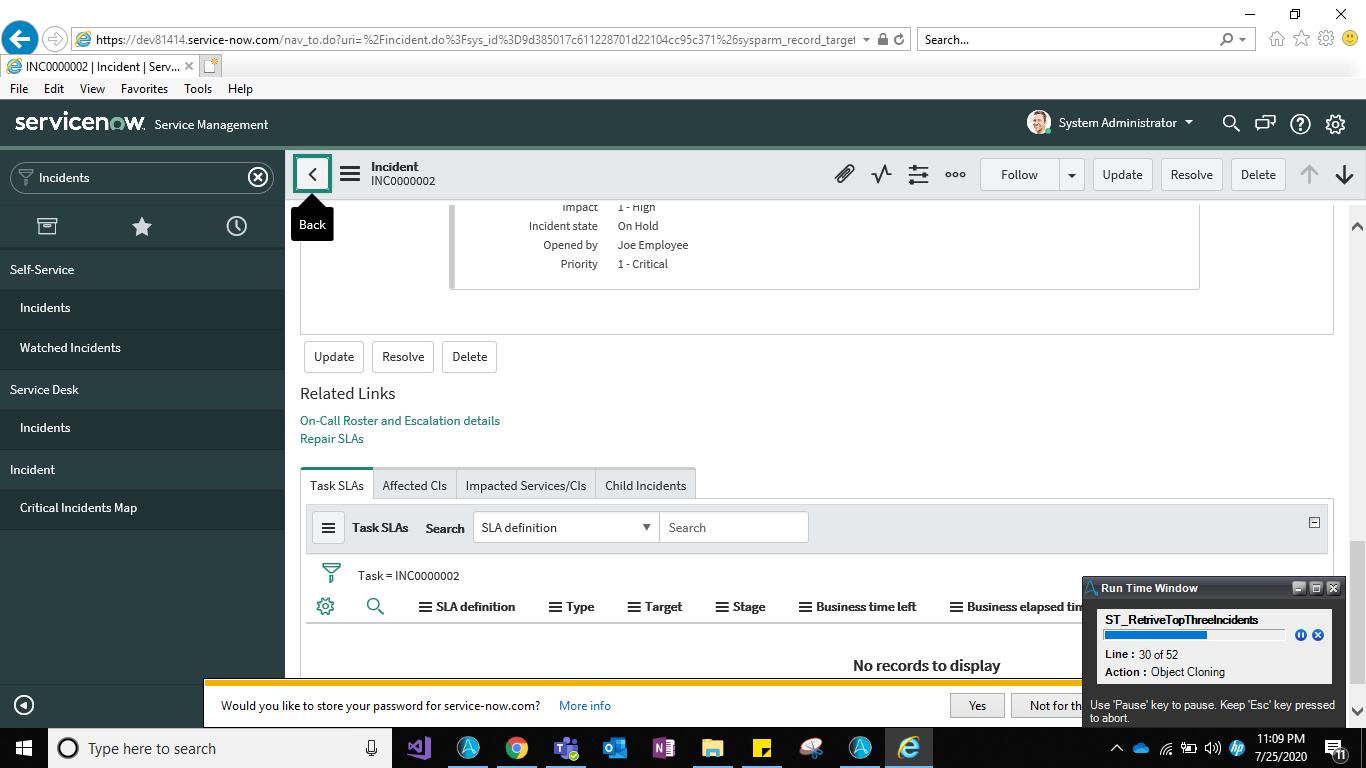 https://dev81414.service-now.com/nav_to.do?uri=%2Fincident.do%3Fsys_id%3D9d385017c611228701d22104cc95c371%26sysparm_record_target
Search...
INC0000002 | Incident | Serv...
File Edit View Favorites Tools Help
servicenow Service Management
System Administrator
Incidents
Incident
INC0000002
Follow Update Resolve Delete
Back
Impact 1 - High
Incident state On Hold
Opened by Joe Employee
Priority 1 - Critical
Self-Service
Incidents
Watched Incidents
Service Desk
Incidents
Incident
Critical Incidents Map
Update Resolve Delete
Related Links
On-Call Roster and Escalation details
Repair SLAs
Task SLAs Affected CIs Impacted Services/CIs Child Incidents
Task SLAs Search SLA definition Search
Task = INC0000002
SLA definition Type Target Stage Business time left Business elapsed tim
No records to display
Run Time Window
ST_RetriveTopThreeIncidents
Line : 30 of 52
Action : Object Cloning
Use 'Pause' key to pause. Keep 'Esc' key pressed
to abort.
Would you like to store your password for service-now.com? More info Yes Not for th
Type here to search
11:09 PM
7/25/2020
11